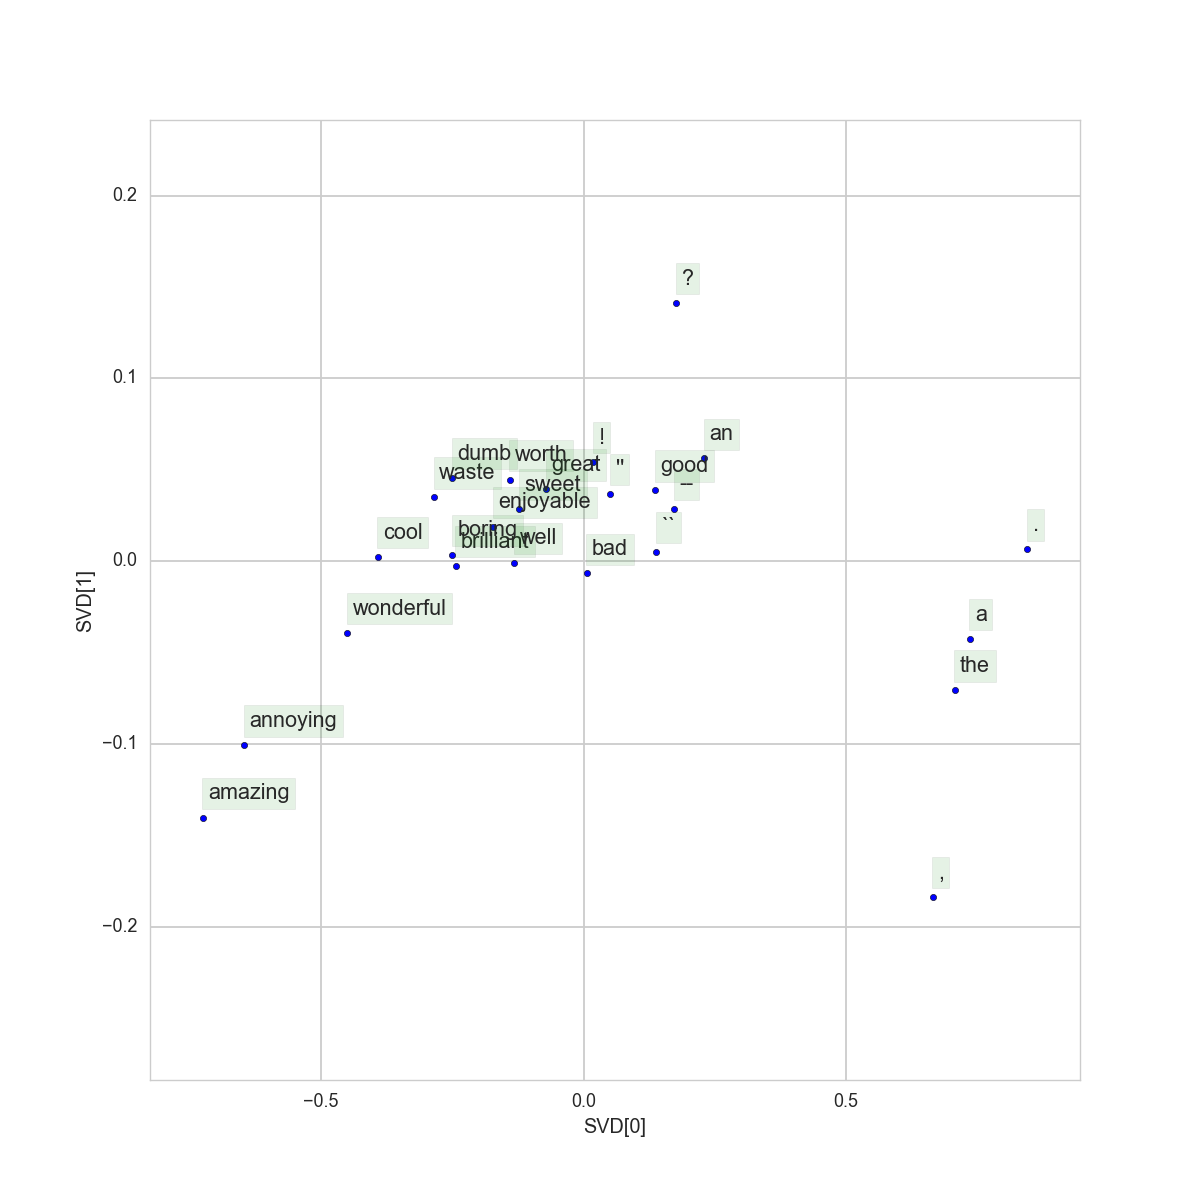 0.2
0.1
0.0
−0.1
−0.2
SVD[1]
?
an
!
dumb
worth
great
"
good
waste
sweet
--
enjoyable
``
.
cool
boring
brilliant
well
bad
wonderful
a
the
annoying
amazing
,
−0.5
0.0
0.5
SVD[0]